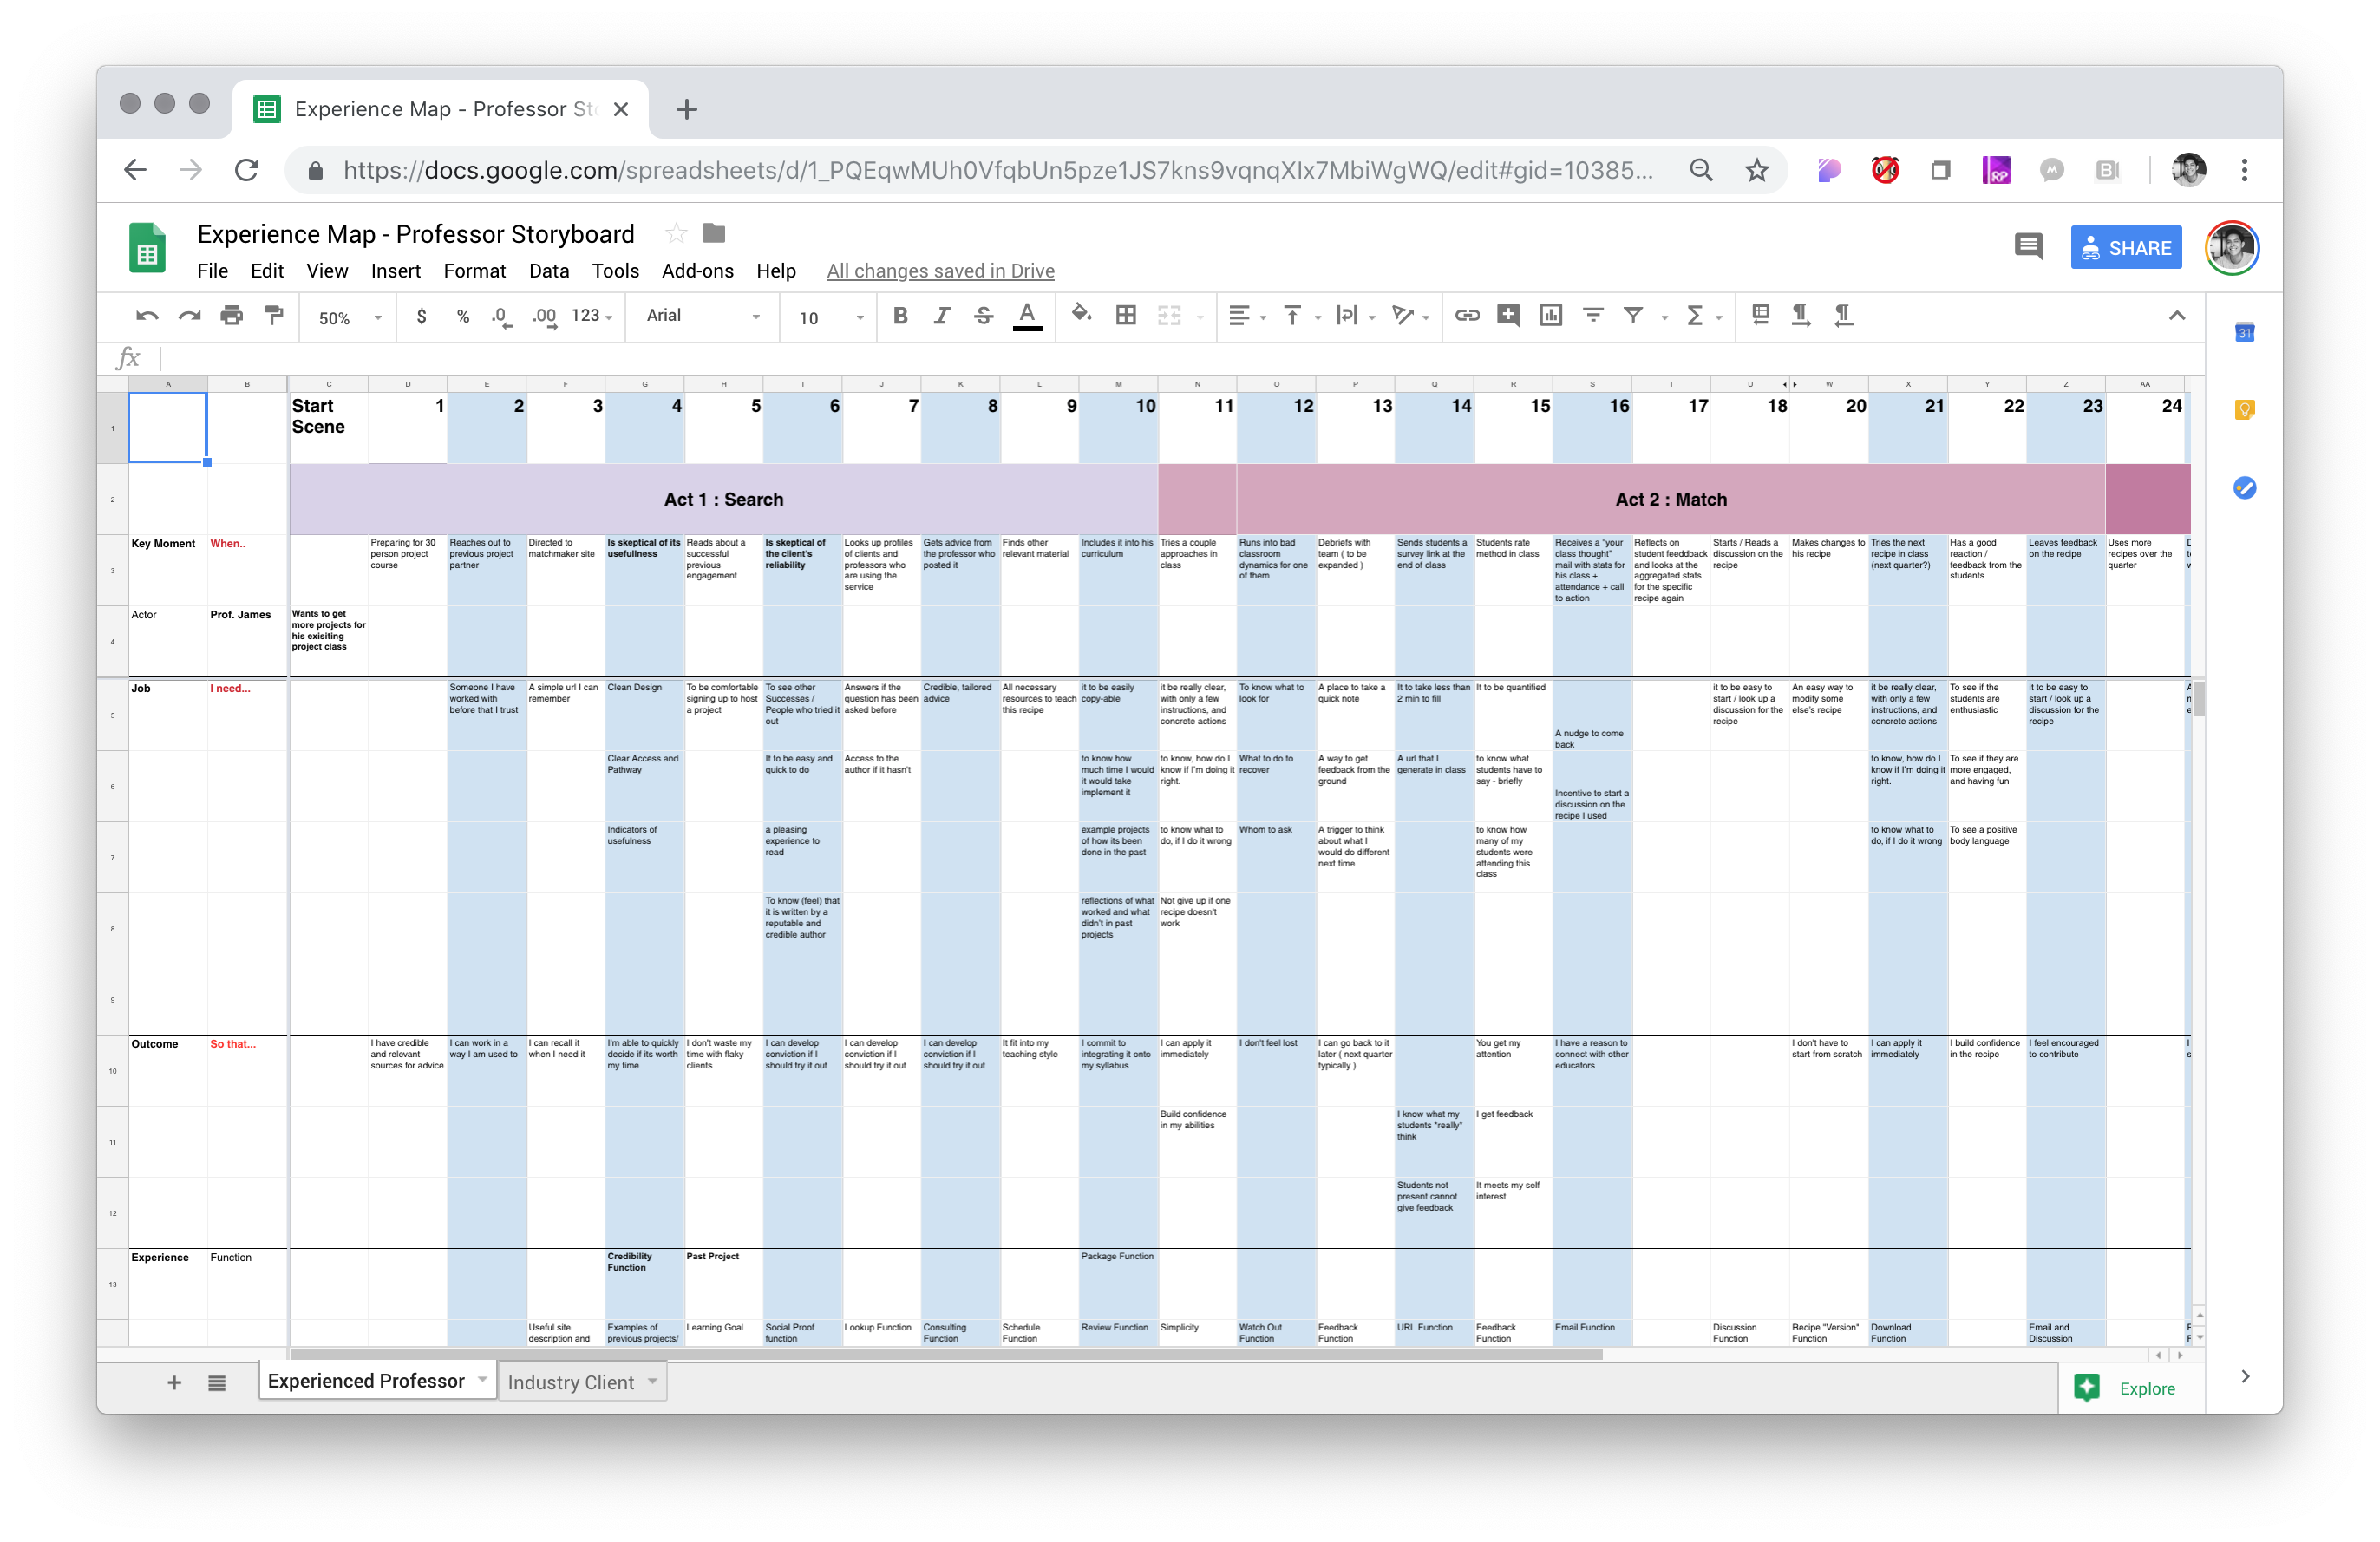 Experience Map - Professor Sto
https://docs.google.com/spreadsheets/d/1_PQEqwMUh0VfqbUn5pze1JS7kns9vqnqXIx7MbiWgWQ/edit#gid=10385...
Experience Map - Professor Storyboard
File Edit View Insert Format Data Tools Add-ons Help All changes saved in Drive
SHARE
50% $ % .0 .00 123 Arial 10 B I S A
fx
31
A B C D E F G H I J K L M N O P Q R S T U W X Y Z AA
1 Start Scene 1 2 3 4 5 6 7 8 9 10 11 12 13 14 15 16 17 18 20 21 22 23 24
2 Act 1 : Search Act 2 : Match
3 Key Moment When.. Preparing for 30 person project course Reaches out to previous project partner Directed to matchmaker site Is skeptical of its usefullness Reads about a successful previous engagement Is skeptical of the client's reliability Looks up profiles of clients and professors who are using the service Gets advice from the professor who posted it Finds other relevant material Includes it into his curriculum Tries a couple approaches in class Runs into bad classroom dynamics for one of them Debriefs with team ( to be expanded ) Sends students a survey link at the end of class Students rate method in class Receives a "your class thought" mail with stats for his class + attendance + call to action Reflects on student feeddback and looks at the aggregated stats for the specific recipe again Starts / Reads a discussion on the recipe Makes changes to his recipe Tries the next recipe in class (next quarter?) Has a good reaction / feedback from the students Leaves feedback on the recipe Uses more recipes over the quarter
4 Actor Prof. James Wants to get more projects for his exisiting project class
5 Job I need... Someone I have worked with before that I trust A simple url I can remember Clean Design To be comfortable signing up to host a project To see other Successes / People who tried it out Answers if the question has been asked before Credible, tailored advice All necessary resources to teach this recipe it to be easily copy-able it be really clear, with only a few instructions, and concrete actions To know what to look for A place to take a quick note It to take less than 2 min to fill It to be quantified A nudge to come back it to be easy to start / look up a discussion for the recipe An easy way to modify some else's recipe it be really clear, with only a few instructions, and concrete actions To see if the students are enthusiastic it to be easy to start / look up a discussion for the recipe
6 Clear Access and Pathway It to be easy and quick to do Access to the author if it hasn't to know how much time I would it would take implement it to know, how do I know if I'm doing it right. What to do to recover A way to get feedback from the ground A url that I generate in class to know what students have to say - briefly Incentive to start a discussion on the recipe I used to know, how do I know if I'm doing it right. To see if they are more engaged, and having fun
7 Indicators of usefulness a pleasing experience to read example projects of how its been done in the past to know what to do, if I do it wrong Whom to ask A trigger to think about what I would do different next time to know how many of my students were attending this class to know what to do, if I do it wrong To see a positive body language
8 To know (feel) that it is written by a reputable and credible author reflections of what worked and what didn't in past projects Not give up if one recipe doesn't work
9
10 Outcome So that... I have credible and relevant sources for advice I can work in a way I am used to I can recall it when I need it I'm able to quickly decide if its worth my time I don't waste my time with flaky clients I can develop conviction if I should try it out I can develop conviction if I should try it out I can develop conviction if I should try it out It fit into my teaching style I commit to integrating it onto my syllabus I can apply it immediately I don't feel lost I can go back to it later ( next quarter typically ) You get my attention I have a reason to connect with other educators I don't have to start from scratch I can apply it immediately I build confidence in the recipe I feel encouraged to contribute
11 Build confidence in my abilities I know what my students "really" think I get feedback
12 Students not present cannot give feedback It meets my self interest
13 Experience Function Credibility Function Past Project Package Function
Useful site description and Examples of previous projects/ Learning Goal Social Proof function Lookup Function Consulting Function Schedule Function Review Function Simplicity Watch Out Function Feedback Function URL Function Feedback Function Email Function Discussion Function Recipe "Version" Function Download Function Email and Discussion
Experienced Professor Industry Client Explore